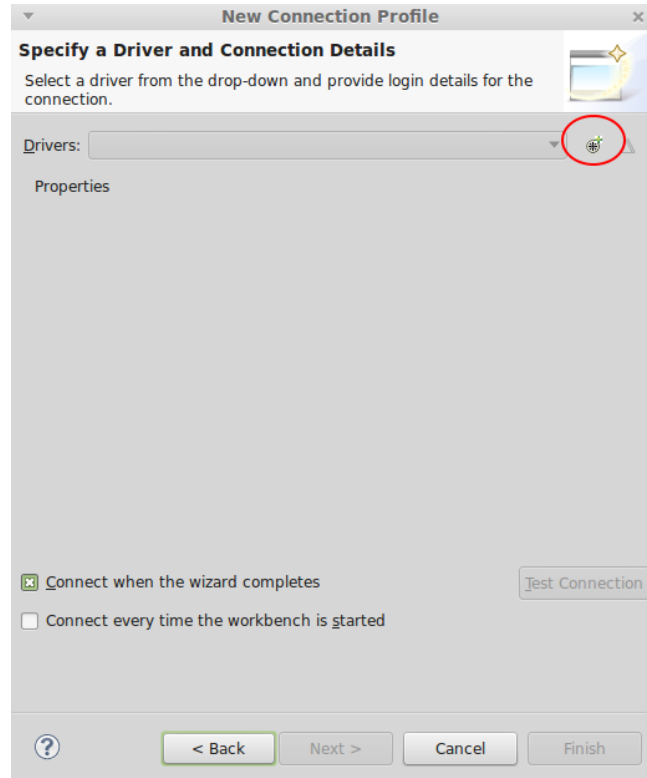 New Connection Profile
Specify a Driver and Connection Details
Select a driver from the drop-down and provide login details for the
connection.
Drivers:
Properties
Connect when the wizard completes
Test Connection
Connect every time the workbench is started
?
< Back
Next >
Cancel
Finish